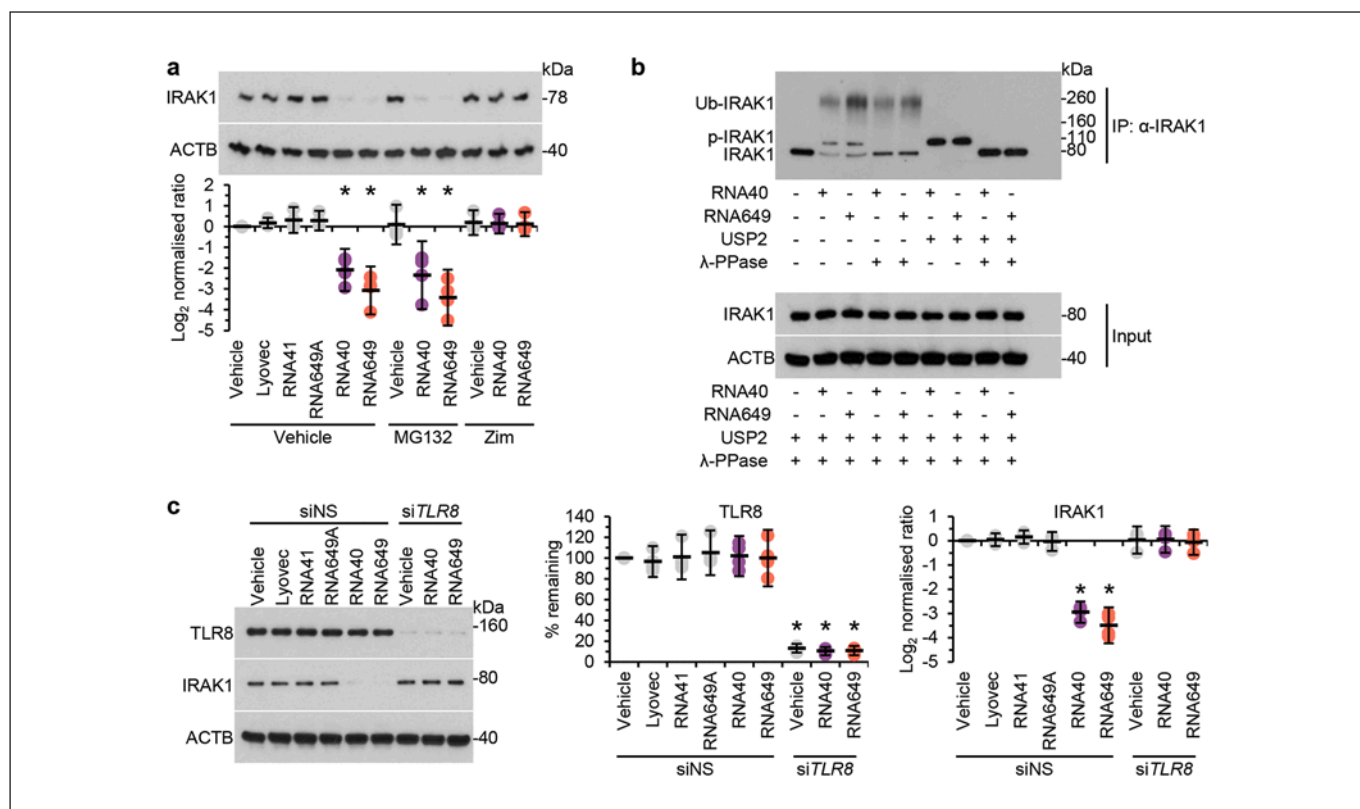 a
kDa
IRAK1
-78
ACTB
-40
Log2 normalised ratio
2
1
0
-1
-2
-3
-4
-5
* * * *
Vehicle
Lyovec
RNA41
RNA649A
RNA40
RNA649
Vehicle
RNA40
RNA649
Vehicle
RNA40
RNA649
Vehicle MG132 Zim
b
kDa
Ub-IRAK1
p-IRAK1
IRAK1
-260
-160
-110
-80
IP: α-IRAK1
RNA40 - + - + - + - + -
RNA649 - - + - + - + - +
USP2 - - - - - + + + +
λ-PPase - - - + + - - + +
IRAK1
-80
ACTB
-40
Input
RNA40 - + - + - + - + -
RNA649 - - + - + - + - +
USP2 + + + + + + + + +
λ-PPase + + + + + + + + +
c
siNS siTLR8
Vehicle
Lyovec
RNA41
RNA649A
RNA40
RNA649
Vehicle
RNA40
RNA649
kDa
TLR8
-160
IRAK1
-80
ACTB
-40
TLR8
% remaining
140
120
100
80
60
40
20
0
* * *
Vehicle
Lyovec
RNA41
RNA649A
RNA40
RNA649
Vehicle
RNA40
RNA649
siNS siTLR8
IRAK1
Log2 normalised ratio
1
0
-1
-2
-3
-4
-5
* *
Vehicle
Lyovec
RNA41
RNA649A
RNA40
RNA649
Vehicle
RNA40
RNA649
siNS siTLR8